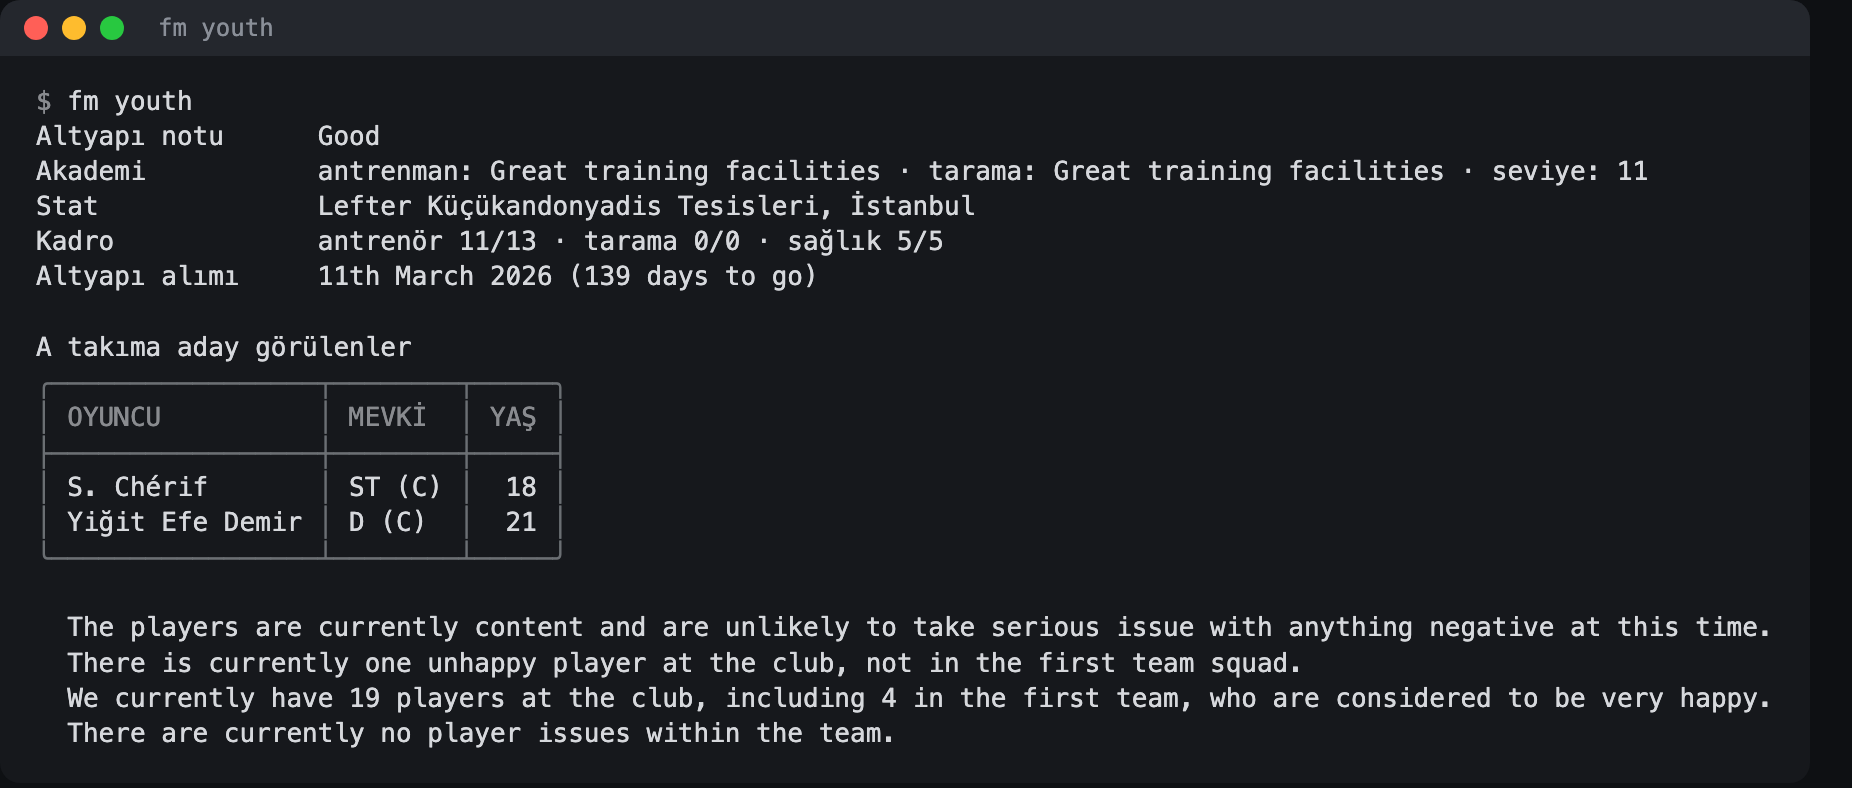 fm youth
$ fm youth
Altyapı notu Good
Akademi antrenman: Great training facilities · tarama: Great training facilities · seviye: 11
Stat Lefter Küçükandonyadis Tesisleri, İstanbul
Kadro antrenör 11/13 · tarama 0/0 · sağlık 5/5
Altyapı alımı 11th March 2026 (139 days to go)
A takıma aday görülenler
OYUNCU MEVKİ YAŞ
S. Chérif ST (C) 18
Yiğit Efe Demir D (C) 21
The players are currently content and are unlikely to take serious issue with anything negative at this time.
There is currently one unhappy player at the club, not in the first team squad.
We currently have 19 players at the club, including 4 in the first team, who are considered to be very happy.
There are currently no player issues within the team.